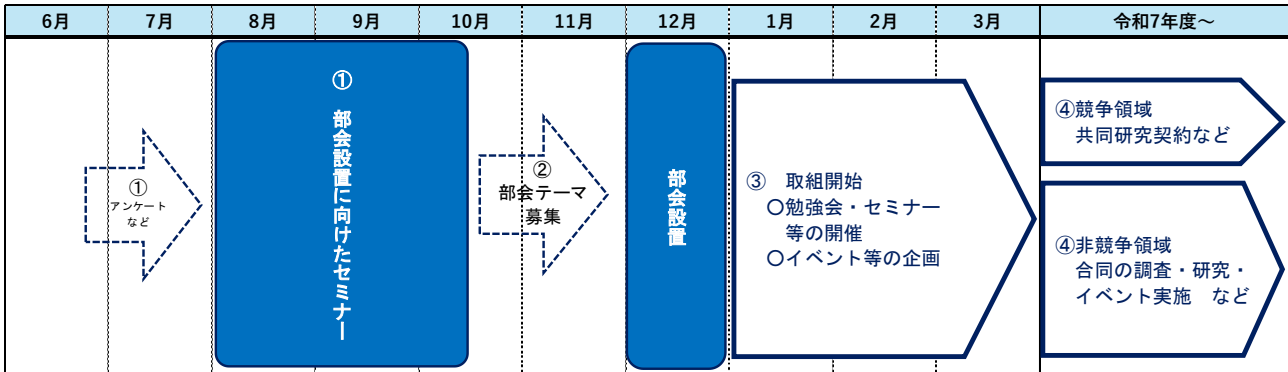 6月 7月 8月 9月 10月 11月 12月 1月 2月 3月 令和7年度～
①
アンケート
など
① 部会設置に向けたセミナー
②
部会テーマ
募集
部会設置
③ 取組開始
○勉強会・セミナー
等の開催
○イベント等の企画
④競争領域
共同研究契約など
④非競争領域
合同の調査・研究・
イベント実施 など